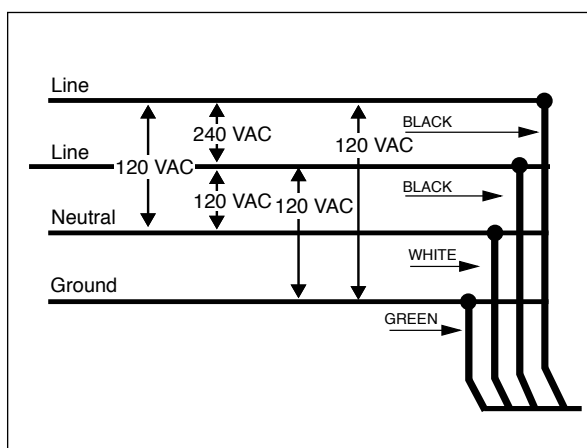 Line
BLACK
240 VAC
120 VAC
Line
120 VAC
BLACK
120 VAC
120 VAC
Neutral
WHITE
Ground
GREEN